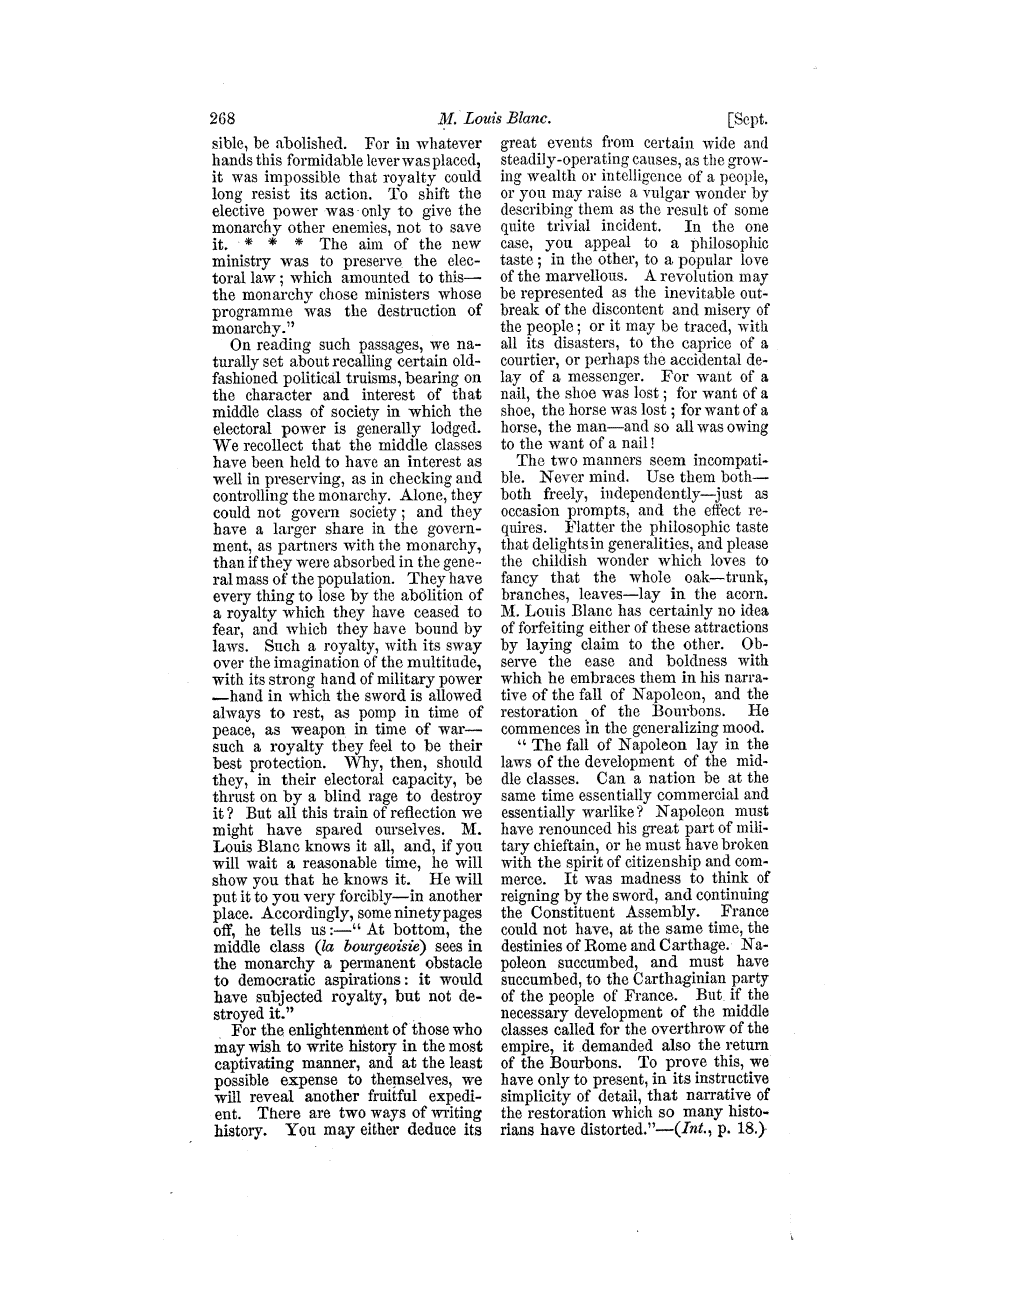 268
M. Louis Blanc.
[Sept.
sible, be abolished. For in whatever
hands this formidable lever was placed,
it was impossible that royalty could
long resist its action. To shift the
elective power was only to give the
monarchy other enemies, not to save
it. * * * The aim of the new
ministry was to preserve the elec-
toral law; which amounted to this—
the monarchy chose ministers whose
programme was the destruction of
monarchy."
On reading such passages, we na-
turally set about recalling certain old-
fashioned political truisms, bearing on
the character and interest of that
middle class of society in which the
electoral power is generally lodged.
We recollect that the middle classes
have been held to have an interest as
well in preserving, as in checking and
controlling the monarchy. Alone, they
could not govern society; and they
have a larger share in the govern-
ment, as partners with the monarchy,
than if they were absorbed in the gene-
ral mass of the population. They have
every thing to lose by the abolition of
a royalty which they have ceased to
fear, and which they have bound by
laws. Such a royalty, with its sway
over the imagination of the multitude,
with its strong hand of military power
—hand in which the sword is allowed
always to rest, as pomp in time of
peace, as weapon in time of war—
such a royalty they feel to be their
best protection. Why, then, should
they, in their electoral capacity, be
thrust on by a blind rage to destroy
it? But all this train of reflection we
might have spared ourselves. M.
Louis Blanc knows it all, and, if you
will wait a reasonable time, he will
show you that he knows it. He will
put it to you very forcibly—in another
place. Accordingly, some ninety pages
off, he tells us:—" At bottom, the
middle class (la bourgeoisie) sees in
the monarchy a permanent obstacle
to democratic aspirations: it would
have subjected royalty, but not de-
stroyed it."
For the enlightenment of those who
may wish to write history in the most
captivating manner, and at the least
possible expense to themselves, we
will reveal another fruitful expedi-
ent. There are two ways of writing
history. You may either deduce its
great events from certain wide and
steadily-operating causes, as the grow-
ing wealth or intelligence of a people,
or you may raise a vulgar wonder by
describing them as the result of some
quite trivial incident. In the one
case, you appeal to a philosophic
taste; in the other, to a popular love
of the marvellous. A revolution may
be represented as the inevitable out-
break of the discontent and misery of
the people; or it may be traced, with
all its disasters, to the caprice of a
courtier, or perhaps the accidental de-
lay of a messenger. For want of a
nail, the shoe was lost; for want of a
shoe, the horse was lost; for want of a
horse, the man—and so all was owing
to the want of a nail!
The two manners seem incompati-
ble. Never mind. Use them both—
both freely, independently—just as
occasion prompts, and the effect re-
quires. Flatter the philosophic taste
that delights in generalities, and please
the childish wonder which loves to
fancy that the whole oak—trunk,
branches, leaves—lay in the acorn.
M. Louis Blanc has certainly no idea
of forfeiting either of these attractions
by laying claim to the other. Ob-
serve the ease and boldness with
which he embraces them in his narra-
tive of the fall of Napoleon, and the
restoration of the Bourbons. He
commences in the generalizing mood.
" The fall of Napoleon lay in the
laws of the development of the mid-
dle classes. Can a nation be at the
same time essentially commercial and
essentially warlike? Napoleon must
have renounced his great part of mili-
tary chieftain, or he must have broken
with the spirit of citizenship and com-
merce. It was madness to think of
reigning by the sword, and continuing
the Constituent Assembly. France
could not have, at the same time, the
destinies of Rome and Carthage. Na-
poleon succumbed, and must have
succumbed, to the Carthaginian party
of the people of France. But if the
necessary development of the middle
classes called for the overthrow of the
empire, it demanded also the return
of the Bourbons. To prove this, we
have only to present, in its instructive
simplicity of detail, that narrative of
the restoration which so many histo-
rians have distorted."—(Int., p. 18.)